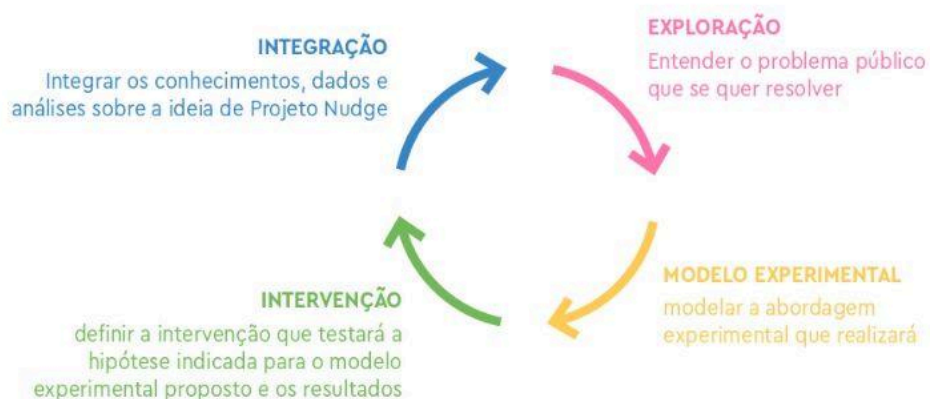 EXPLORAÇÃO
Entender o problema público
que se quer resolver
MODELO EXPERIMENTAL
modelar a abordagem
experimental que realizará
INTERVENÇÃO
definir a intervenção que testará a
hipótese indicada para o modelo
experimental proposto e os resultados
INTEGRAÇÃO
Integrar os conhecimentos, dados e
análises sobre a ideia de Projeto Nudge